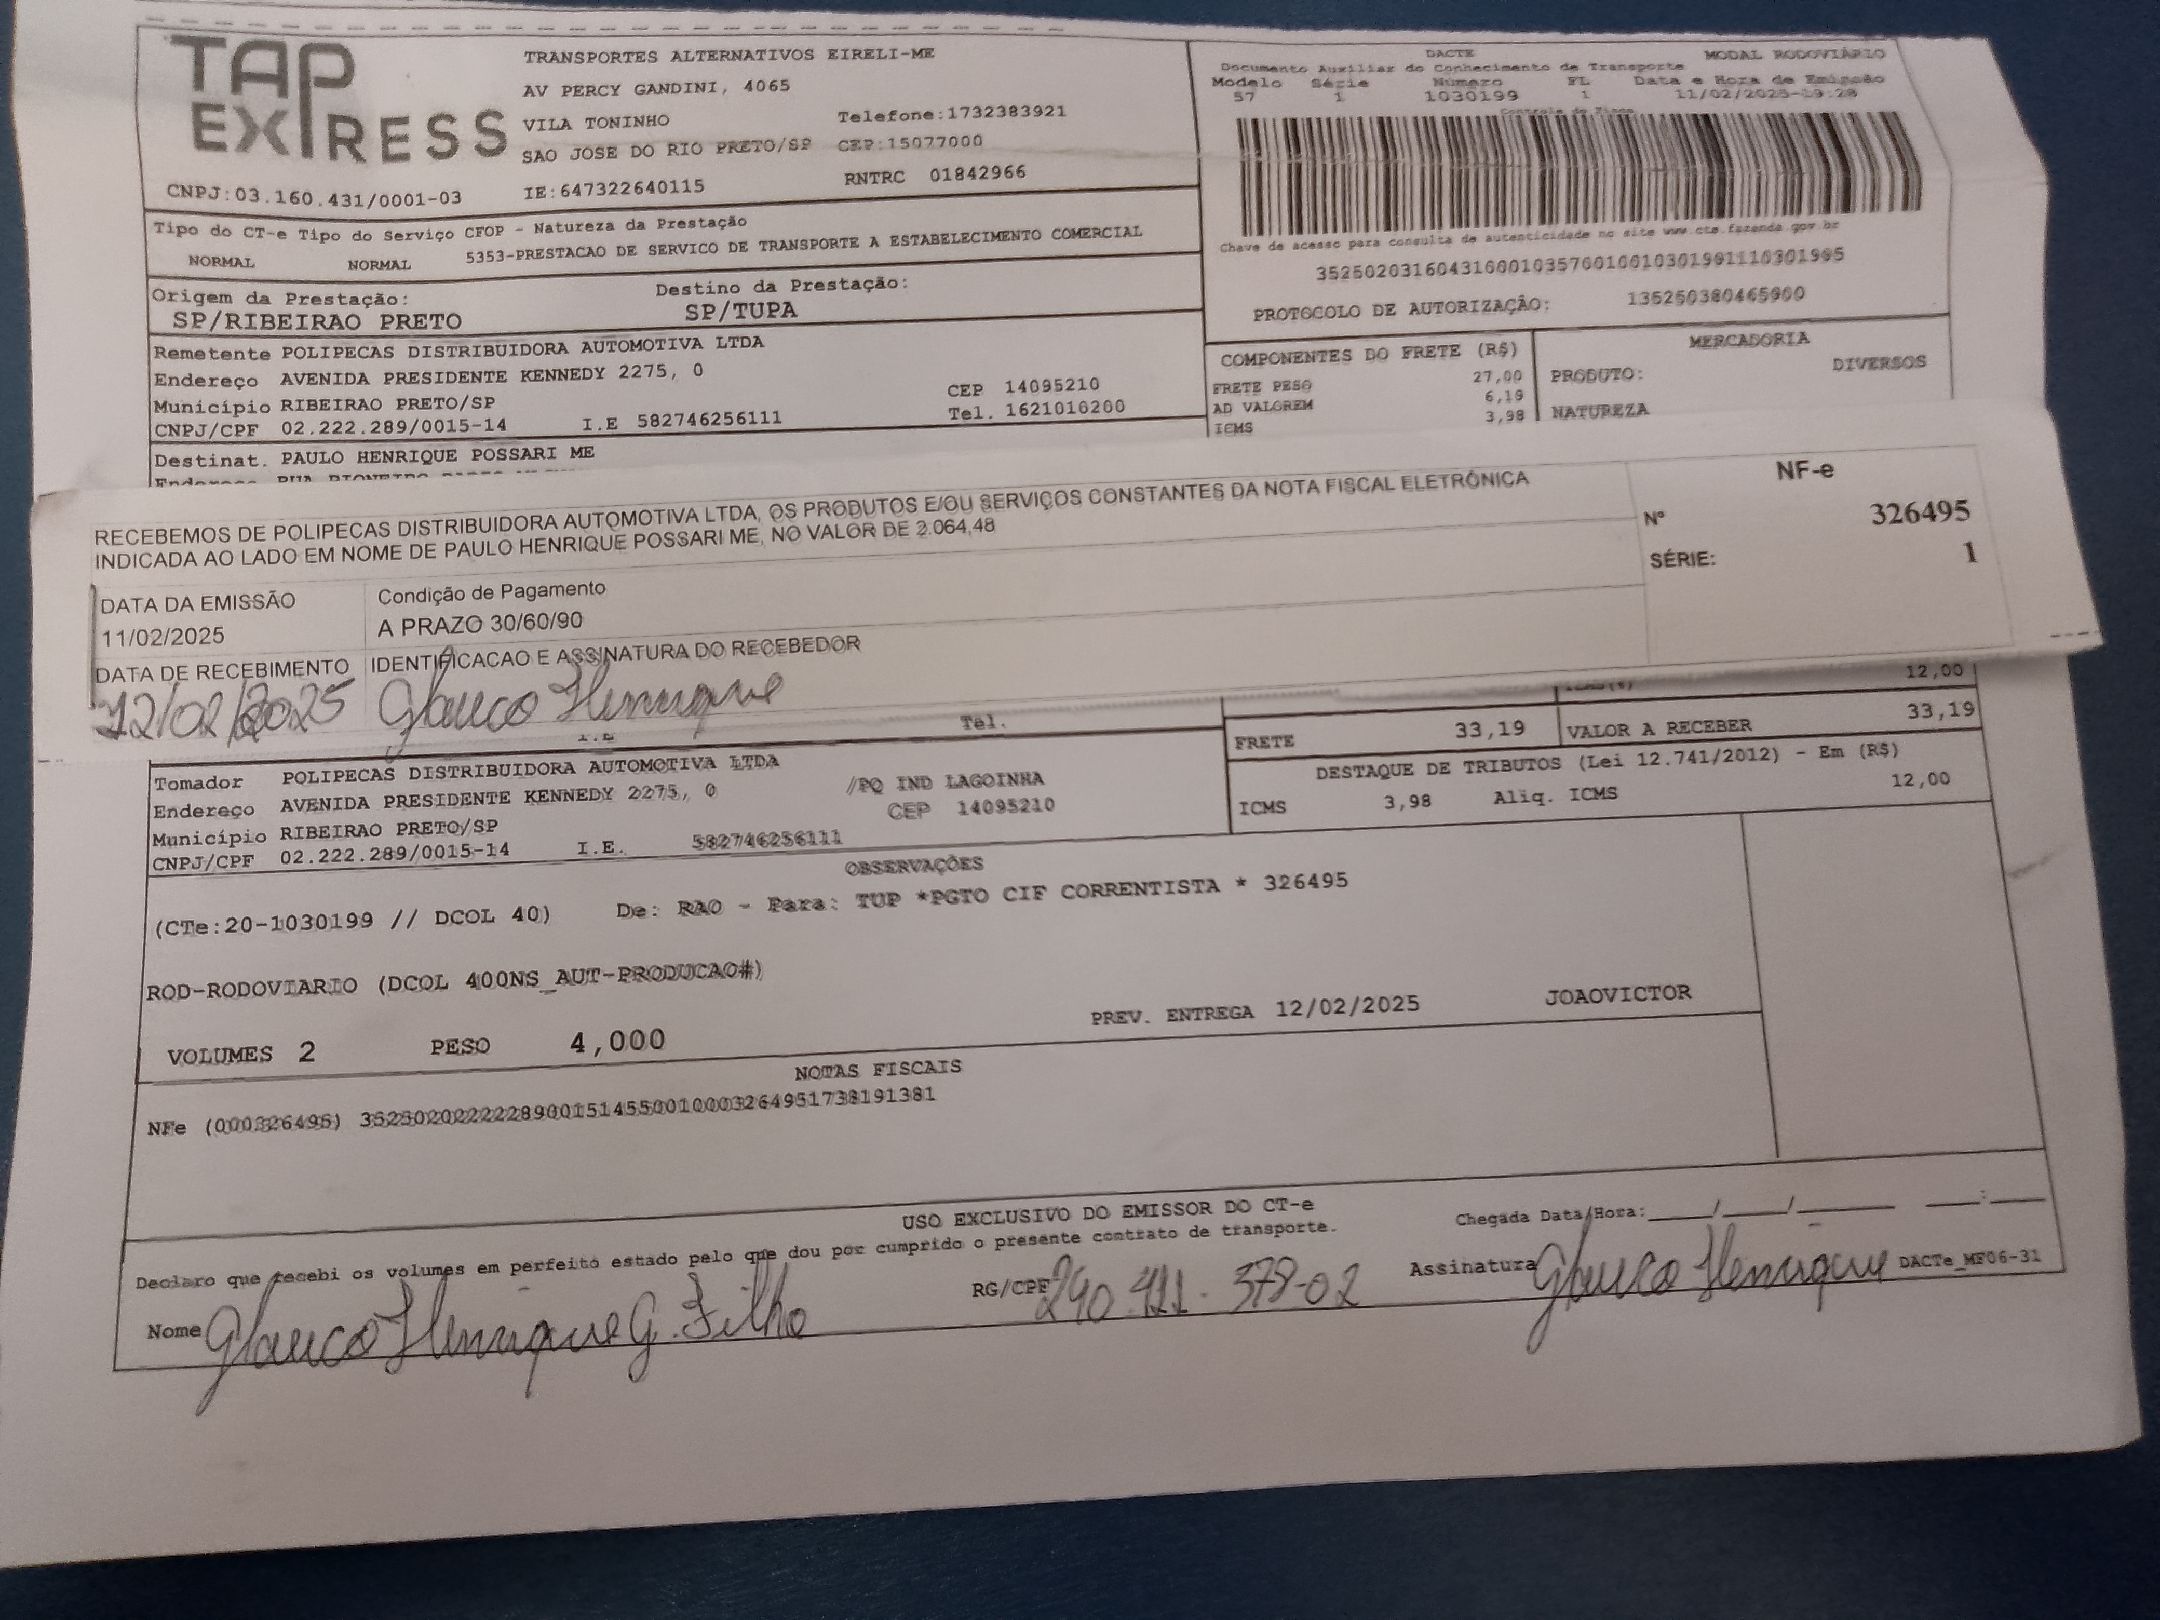 TAP EXPRESS
TRANSPORTES ALTERNATIVOS EIRELI-ME
AV PERCY GANDINI, 4065
VILA TONINHO Telefone:1732383921
SAO JOSE DO RIO PRETO/SP CEP:15077000
CNPJ:03.160.431/0001-03 IE:647322640115 RNTRC 01842966
DACTE MODAL RODOVIÁRIO
Documento Auxiliar do Conhecimento de Transporte
Modelo Série Número FL Data e Hora de Emissão
57 1 1030199 1 11/02/2025-19:28
Chave de acesso para consulta de autenticidade no site www.cte.fazenda.gov.br
PROTOCOLO DE AUTORIZAÇÃO: 135250380465900
Tipo do CT-e Tipo do Serviço CFOP - Natureza da Prestação
NORMAL NORMAL 5353-PRESTACAO DE SERVICO DE TRANSPORTE A ESTABELECIMENTO COMERCIAL
Origem da Prestação: Destino da Prestação:
SP/RIBEIRAO PRETO SP/TUPA
Remetente POLIPECAS DISTRIBUIDORA AUTOMOTIVA LTDA
Endereço AVENIDA PRESIDENTE KENNEDY 2275, 0 CEP 14095210
Município RIBEIRAO PRETO/SP Tel. 1621016200
CNPJ/CPF 02.222.289/0015-14 I.E 582746256111
Destinat. PAULO HENRIQUE POSSARI ME
COMPONENTES DO FRETE (R$)
FRETE PESO 27,00
AD VALOREM 6,19
ICMS 3,98
MERCADORIA
PRODUTO: DIVERSOS
NATUREZA
RECEBEMOS DE POLIPECAS DISTRIBUIDORA AUTOMOTIVA LTDA, OS PRODUTOS E/OU SERVIÇOS CONSTANTES DA NOTA FISCAL ELETRÔNICA
INDICADA AO LADO EM NOME DE PAULO HENRIQUE POSSARI ME, NO VALOR DE 2.064,48
NF-e
Nº 326495
SÉRIE: 1
DATA DA EMISSÃO Condição de Pagamento
11/02/2025 A PRAZO 30/60/90
DATA DE RECEBIMENTO IDENTIFICACAO E ASSINATURA DO RECEBEDOR
12/02/2025 Glauco Henrique
Tel.
12,00
FRETE 33,19 VALOR A RECEBER 33,19
DESTAQUE DE TRIBUTOS (Lei 12.741/2012) - Em (R$)
ICMS 3,98 Aliq. ICMS 12,00
Tomador POLIPECAS DISTRIBUIDORA AUTOMOTIVA LTDA
Endereço AVENIDA PRESIDENTE KENNEDY 2275, 0 /PQ IND LAGOINHA
Município RIBEIRAO PRETO/SP CEP 14095210
CNPJ/CPF 02.222.289/0015-14 I.E. 582746256111
OBSERVAÇÕES
(CTe:20-1030199 // DCOL 40) De: RAO - Para: TUP *PGTO CIF CORRENTISTA * 326495
ROD-RODOVIARIO (DCOL 400NS_AUT-PRODUCAO#)
PREV. ENTREGA 12/02/2025 JOAOVICTOR
VOLUMES 2 PESO 4,000
NOTAS FISCAIS
NFe (000326495)
USO EXCLUSIVO DO EMISSOR DO CT-e
Declaro que recebi os volumes em perfeito estado pelo que dou por cumprido o presente contrato de transporte.
Chegada Data/Hora:____/____/______ ___:___
Nome Glauco Henrique G. Filho RG/CPF 290.411.378-02 Assinatura Glauco Henrique DACTe_MF06-31